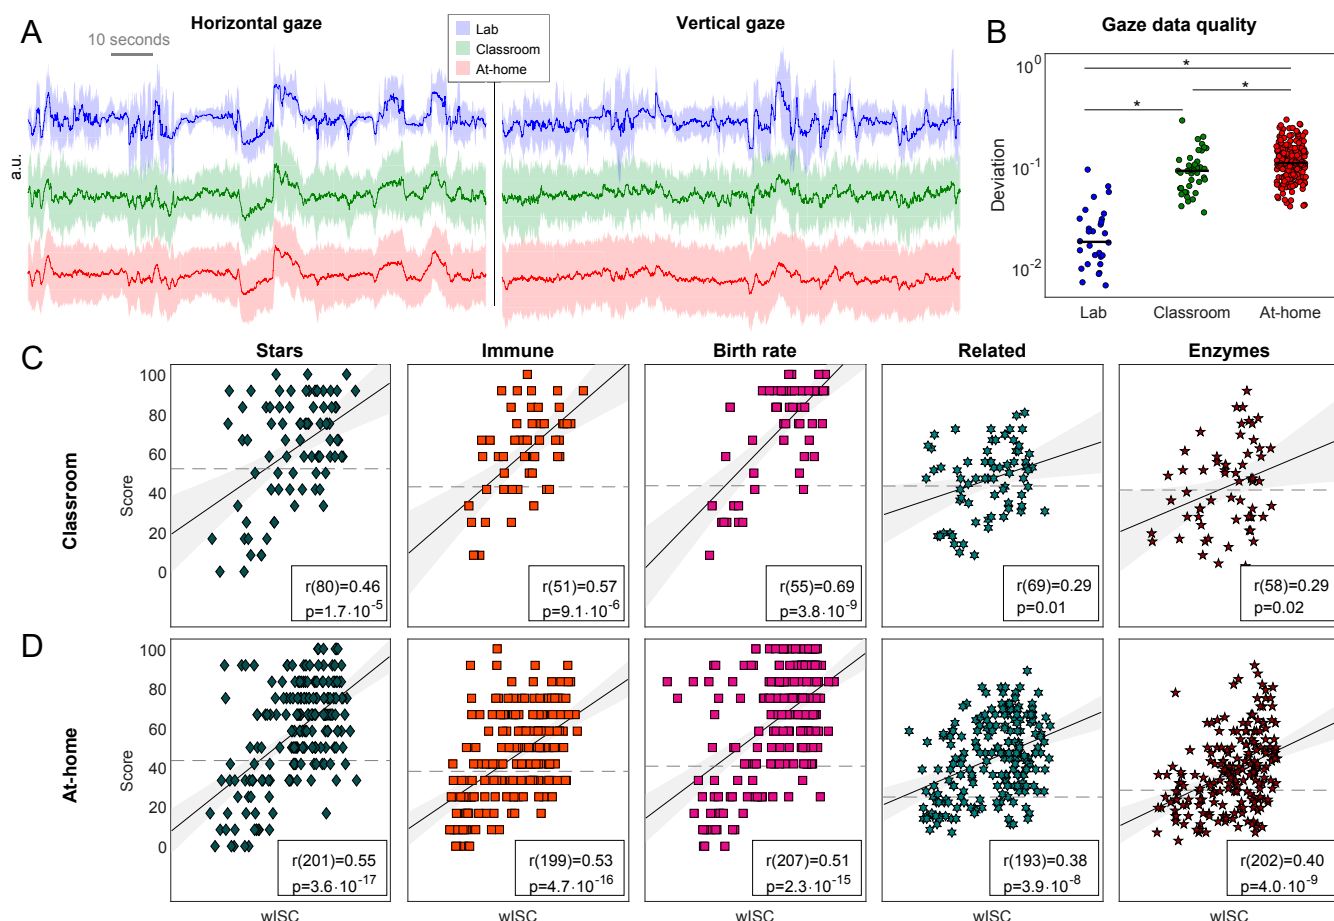 A
Horizontal gaze
Vertical gaze
10 seconds
Lab
Classroom
At-home
a.u.
B
Gaze data quality
Deviation
10^0
10^-1
10^-2
*
*
*
Lab
Classroom
At-home
C
Stars
Immune
Birth rate
Related
Enzymes
Classroom
Score
100
80
60
40
20
0
r(80)=0.46
p=1.7·10^-5
r(51)=0.57
p=9.1·10^-6
r(55)=0.69
p=3.8·10^-9
r(69)=0.29
p=0.01
r(58)=0.29
p=0.02
D
At-home
Score
100
80
60
40
20
0
r(201)=0.55
p=3.6·10^-17
r(199)=0.53
p=4.7·10^-16
r(207)=0.51
p=2.3·10^-15
r(193)=0.38
p=3.9·10^-8
r(202)=0.40
p=4.0·10^-9
wISC
wISC
wISC
wISC
wISC